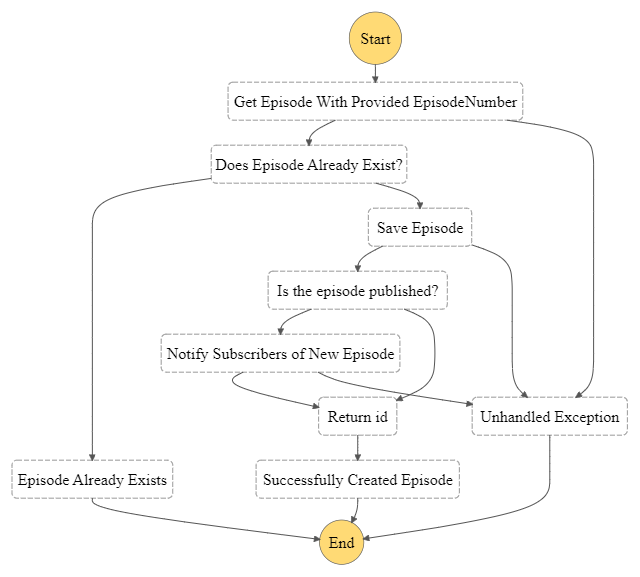 Start
Get Episode With Provided EpisodeNumber
Does Episode Already Exist?
Save Episode
Is the episode published?
Notify Subscribers of New Episode
Return id
Unhandled Exception
Episode Already Exists
Successfully Created Episode
End